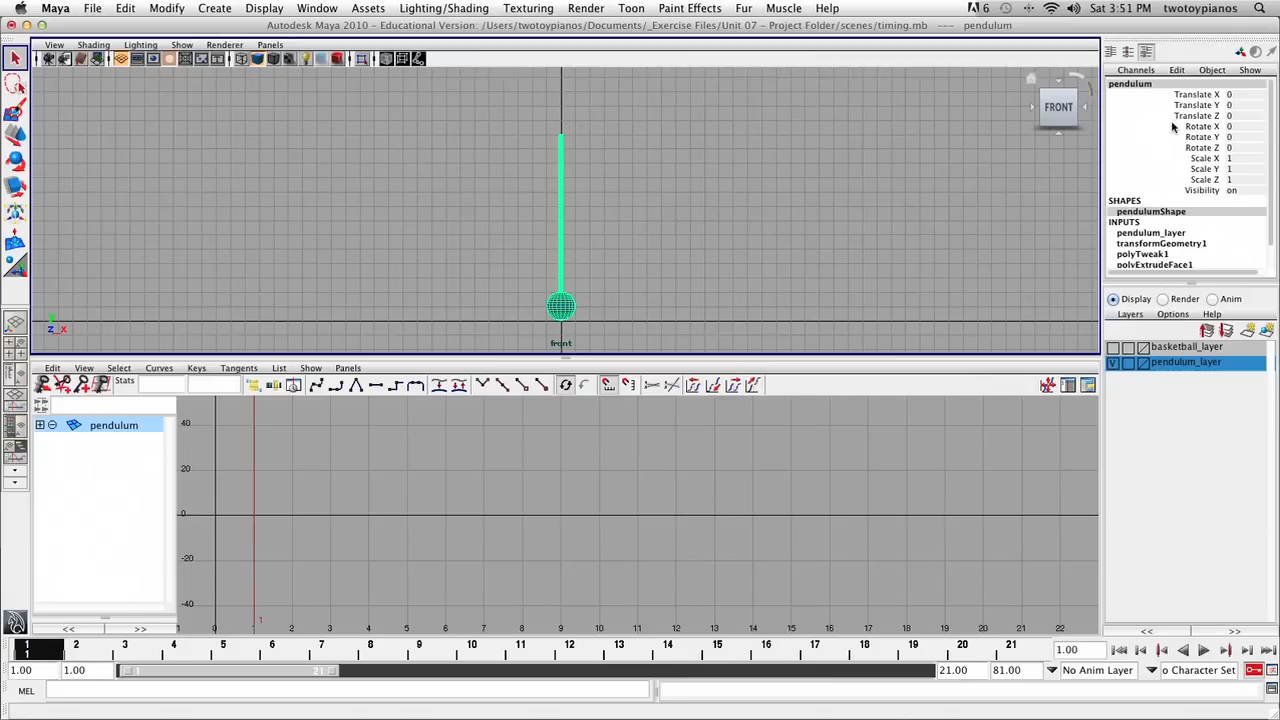 Maya File Edit Modify Create Display Window Assets Lighting/Shading Texturing Render Toon Paint Effects Fur Muscle Help 6 Sat 3:51 PM twotoypianos
Autodesk Maya 2010 - Educational Version: /Users/twotoypianos/Documents/_Exercise Files/Unit 07 - Project Folder/scenes/timing.mb --- pendulum
View Shading Lighting Show Renderer Panels
Channels Edit Object Show
pendulum
Translate X 0
Translate Y 0
Translate Z 0
Rotate X 0
Rotate Y 0
Rotate Z 0
Scale X 1
Scale Y 1
Scale Z 1
Visibility on
SHAPES
pendulumShape
INPUTS
pendulum_layer
transformGeometry1
polyTweak1
polyExtrudeFace1
FRONT
z_x
front
Display Render Anim
Layers Options Help
basketball_layer
V pendulum_layer
Edit View Select Curves Keys Tangents List Show Panels
Stats
pendulum
40
20
0
-20
-40
1
0 2 3 4 5 6 7 8 9 10 11 12 13 14 15 16 17 18 19 20 21 22
<< >>
<< >>
1 2 3 4 5 6 7 8 9 10 11 12 13 14 15 16 17 18 19 20 21
1
1.00
1.00 1.00 1 21 21.00 81.00 No Anim Layer o Character Set
MEL